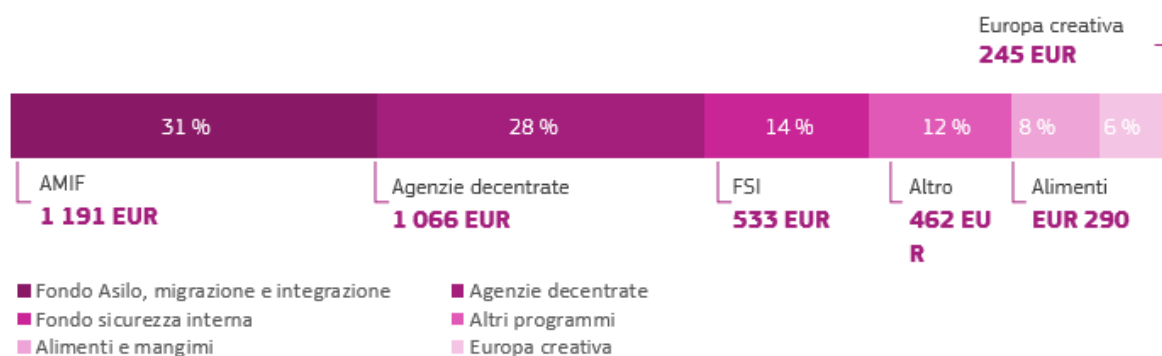 Europa creativa
245 EUR
31 %
28 %
14 %
12 %
8 %
6 %
AMIF
1 191 EUR
Agenzie decentrate
1 066 EUR
FSI
533 EUR
Altro
462 EU
R
Alimenti
EUR 290
Fondo Asilo, migrazione e integrazione
Agenzie decentrate
Fondo sicurezza interna
Altri programmi
Alimenti e mangimi
Europa creativa